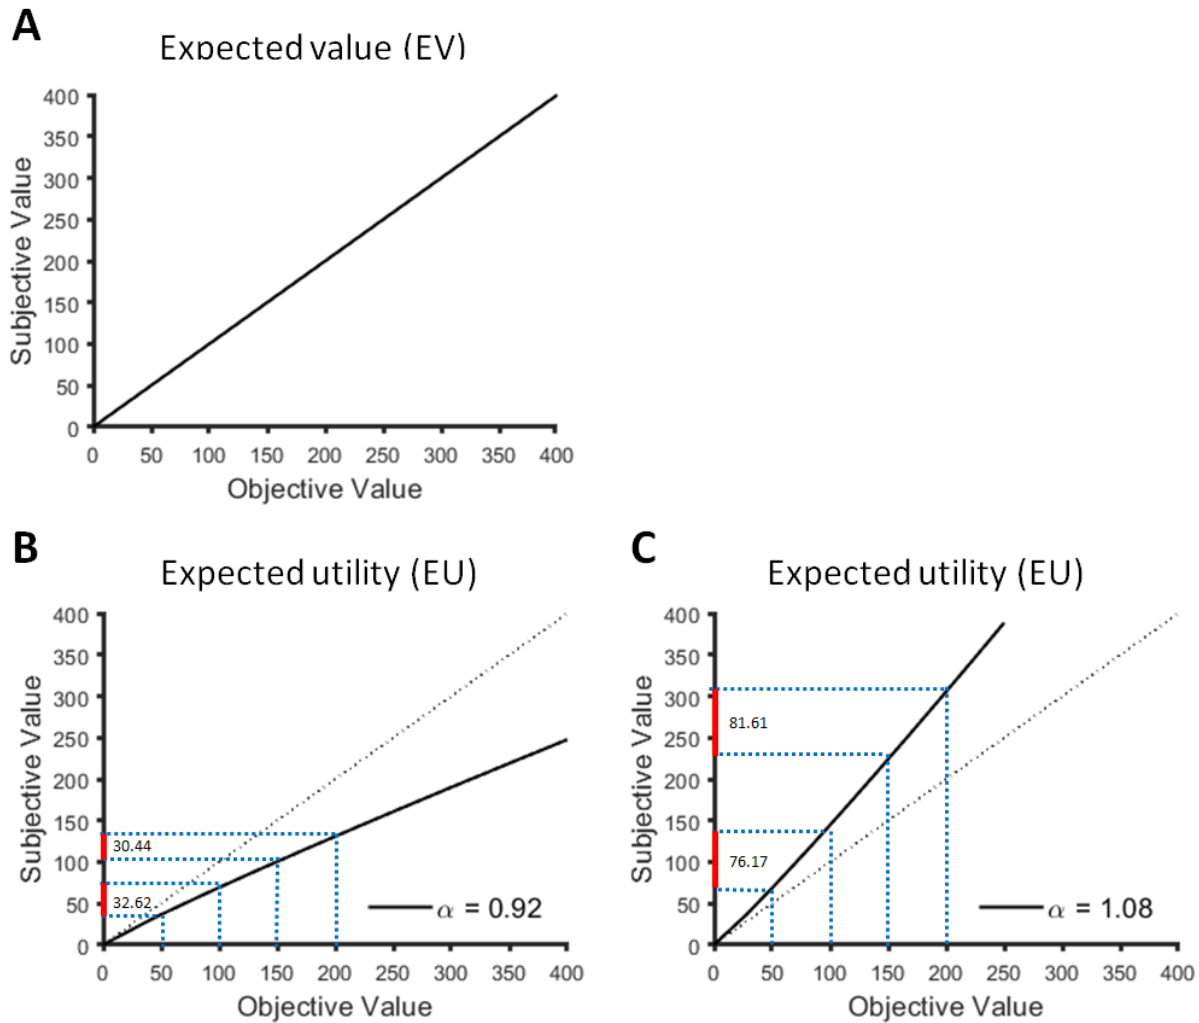 A
Expected value (EV)
400
350
300
250
200
150
100
50
0
Subjective Value
0 50 100 150 200 250 300 350 400
Objective Value
B
Expected utility (EU)
400
350
300
250
200
150
100
50
0
Subjective Value
30.44
32.62
α = 0.92
0 50 100 150 200 250 300 350 400
Objective Value
C
Expected utility (EU)
400
350
300
250
200
150
100
50
0
Subjective Value
81.61
76.17
α = 1.08
0 50 100 150 200 250 300 350 400
Objective Value